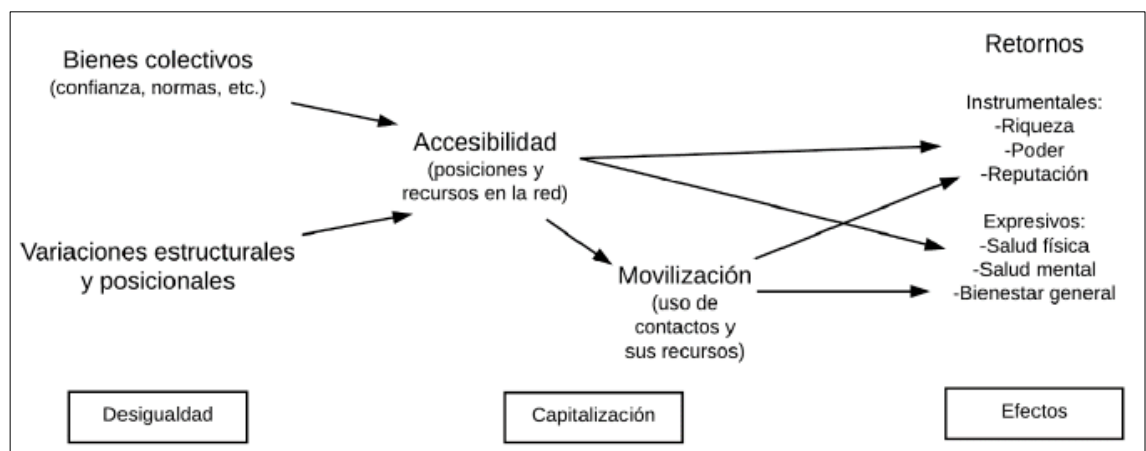 Bienes colectivos
(confianza, normas, etc.)
Variaciones estructurales
y posicionales
Desigualdad
Accesibilidad
(posiciones y
recursos en la red)
Movilización
(uso de
contactos y
sus recursos)
Capitalización
Retornos
Instrumentales:
-Riqueza
-Poder
-Reputación
Expresivos:
-Salud física
-Salud mental
-Bienestar general
Efectos